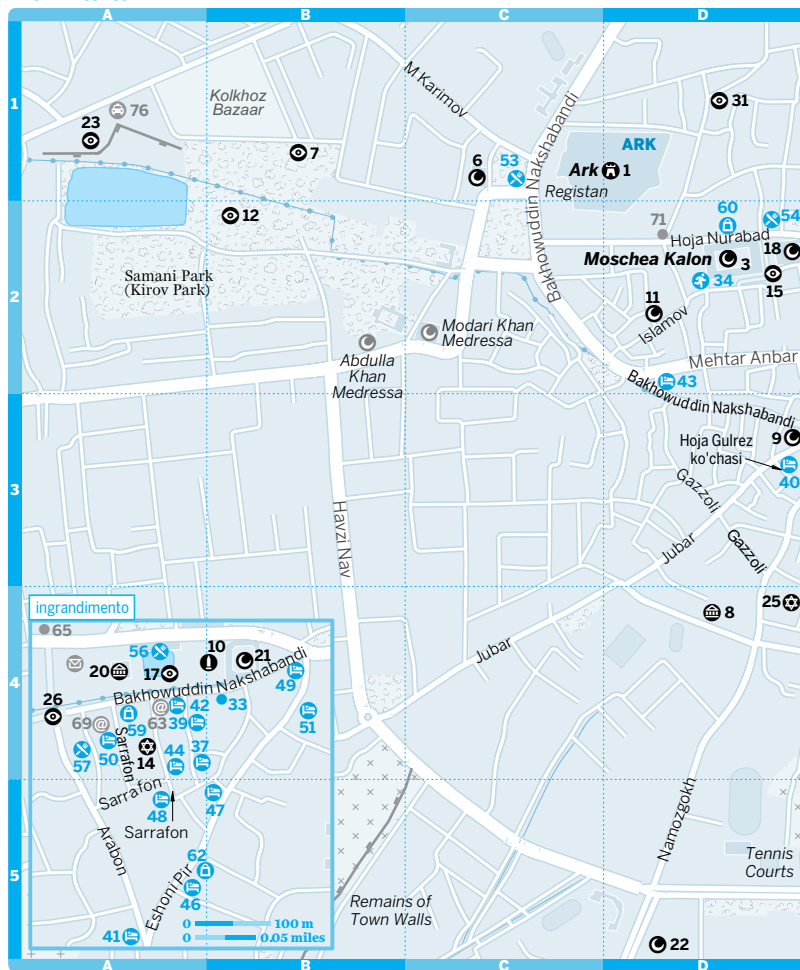 A
B
C
D
1
2
3
4
5
76
23
Kolkhoz
Bazaar
7
12
M Karimov
6
53
Bakhowuddin Nakshabandi
ARK
Ark
1
Registan
31
60
54
71
Hoja Nurabad
18
Moschea Kalon
3
34
15
11
Islamov
Samani Park
(Kirov Park)
Modari Khan
Medressa
Abdulla
Khan
Medressa
Mehtar Anbar
43
Bakhowuddin Nakshabandi
9
Hoja Gulrez
ko'chasi
40
Gazzoli
Gazzoli
Jubar
Havzi Nav
8
25
Jubar
Namozgokh
Tennis
Courts
22
Remains of
Town Walls
ingrandimento
65
56
10
21
20
17
Bakhowuddin Nakshabandi
49
26
42
33
51
69
59
63
39
50
Sarrafon
57
14
44
37
Sarrafon
48
47
Sarrafon
Arabon
62
Eshoni Pir
46
41
0
100 m
0
0.05 miles
A
B
C
D